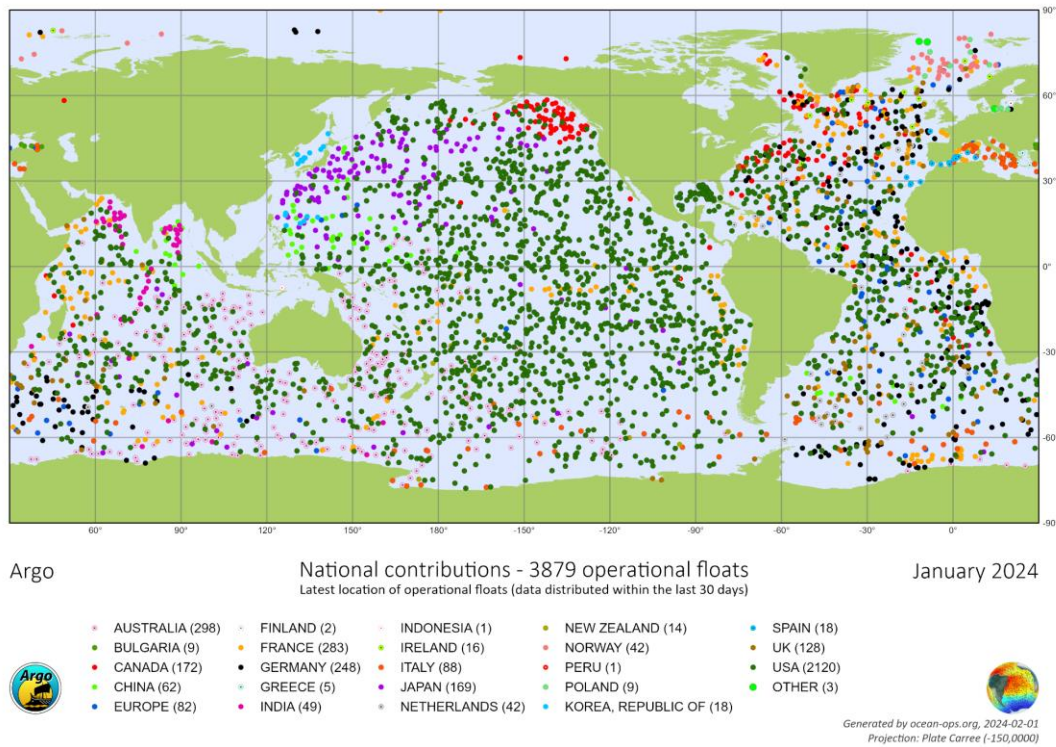 90°
60°
30°
0°
-30°
-60°
-90
60° 90° 120° 150° 180° -150° -120° -90° -60° -30° 0°
Argo
National contributions - 3879 operational floats
January 2024
Latest location of operational floats (data distributed within the last 30 days)
AUSTRALIA (298) FINLAND (2) INDONESIA (1) NEW ZEALAND (14) SPAIN (18)
BULGARIA (9) FRANCE (283) IRELAND (16) NORWAY (42) UK (128)
CANADA (172) GERMANY (248) ITALY (88) PERU (1) USA (2120)
CHINA (62) GREECE (5) JAPAN (169) POLAND (9) OTHER (3)
EUROPE (82) INDIA (49) NETHERLANDS (42) KOREA, REPUBLIC OF (18)
Argo
Generated by ocean-ops.org, 2024-02-01
Projection: Plate Carree (-150,0000)